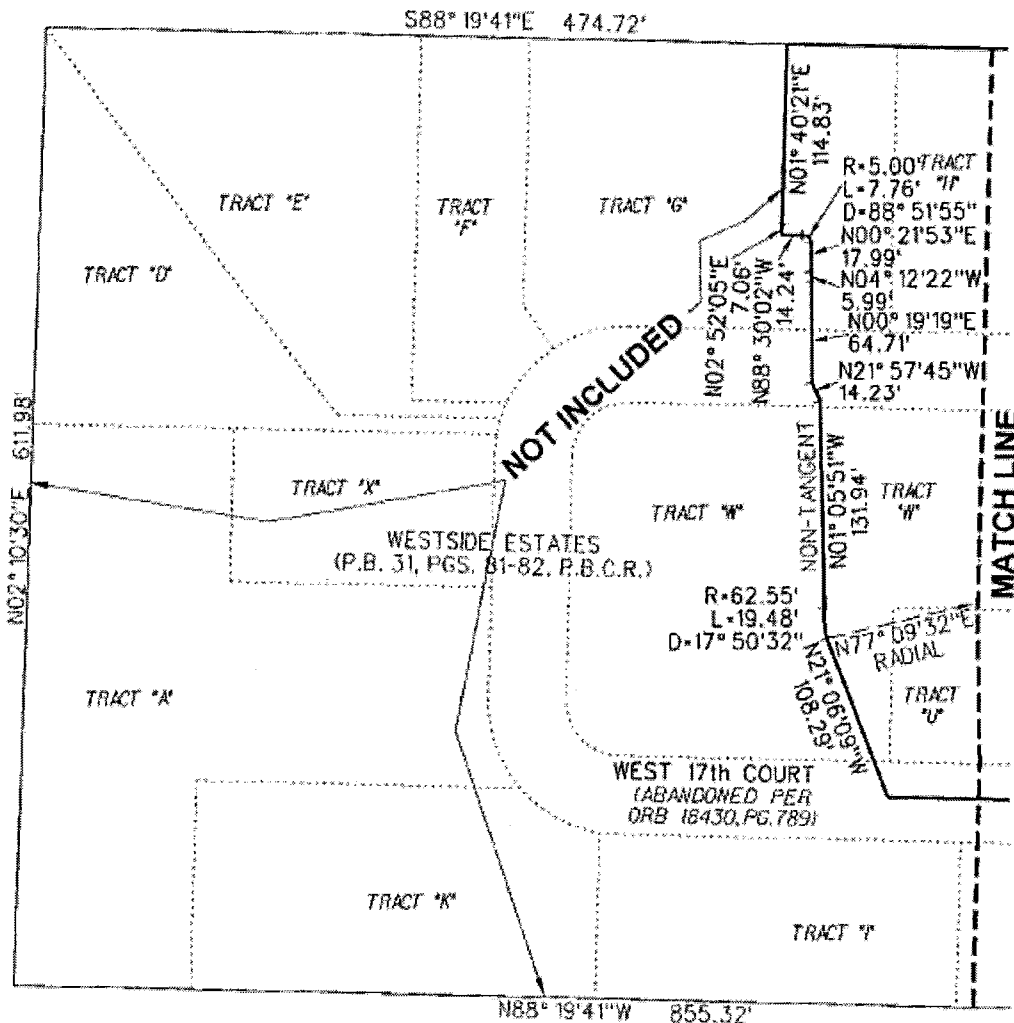 S88° 19'41"E 474.72'
N01° 40'21"E
114.83'
R=5.00'
L=7.76'
D=88° 51'55"
N00° 21'53"E
17.99'
N04° 12'22"W
5.99'
N00° 19'19"E
64.71'
N21° 57'45"W
14.23'
TRACT
"H"
TRACT "E"
TRACT
"F"
TRACT "G"
TRACT "D"
N02° 52'05"E
7.06'
N88° 30'02"W
14.24'
NOT INCLUDED
N02° 10'30"E 611.98'
TRACT "X"
WESTSIDE ESTATES
(P.B. 31, PGS. 81-82, P.B.C.R.)
TRACT "W"
NON-TANGENT
N01° 05'51"W
131.94'
TRACT
"W"
MATCH LINE
R=62.55'
L=19.48'
D=17° 50'32"
N77° 09'32"E
RADIAL
N21° 06'09"W
108.29'
TRACT
"U"
TRACT "A"
WEST 17th COURT
(ABANDONED PER
ORB 18430, PG. 789)
TRACT "K"
TRACT "I"
N88° 19'41"W 855.32'